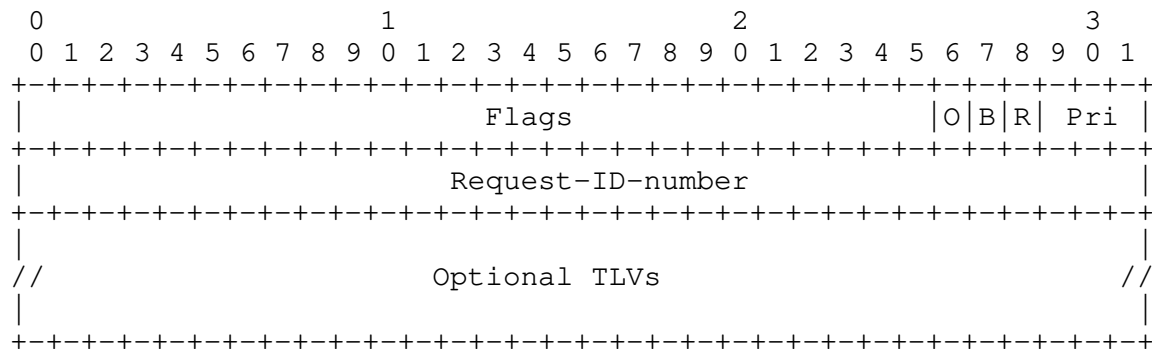 0                   1                   2                   3
 0 1 2 3 4 5 6 7 8 9 0 1 2 3 4 5 6 7 8 9 0 1 2 3 4 5 6 7 8 9 0 1
+-+-+-+-+-+-+-+-+-+-+-+-+-+-+-+-+-+-+-+-+-+-+-+-+-+-+-+-+-+-+-+-+
|                          Flags                    |O|B|R| Pri |
+-+-+-+-+-+-+-+-+-+-+-+-+-+-+-+-+-+-+-+-+-+-+-+-+-+-+-+-+-+-+-+-+
|                        Request-ID-number                      |
+-+-+-+-+-+-+-+-+-+-+-+-+-+-+-+-+-+-+-+-+-+-+-+-+-+-+-+-+-+-+-+-+
|                                                               |
//                      Optional TLVs                          //
|                                                               |
+-+-+-+-+-+-+-+-+-+-+-+-+-+-+-+-+-+-+-+-+-+-+-+-+-+-+-+-+-+-+-+-+